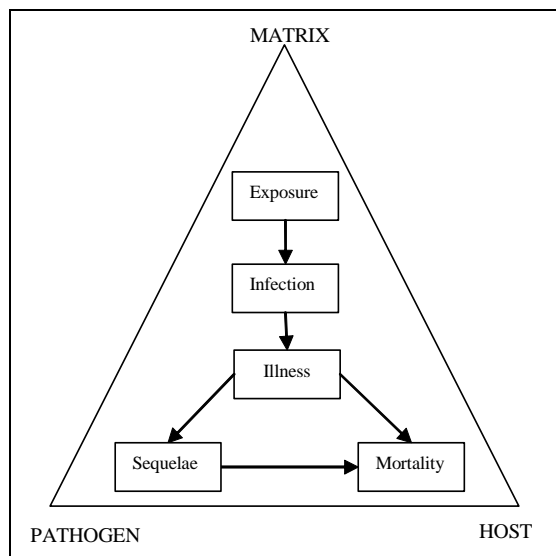 MATRIX
Exposure
Infection
Illness
Sequelae
Mortality
PATHOGEN
HOST